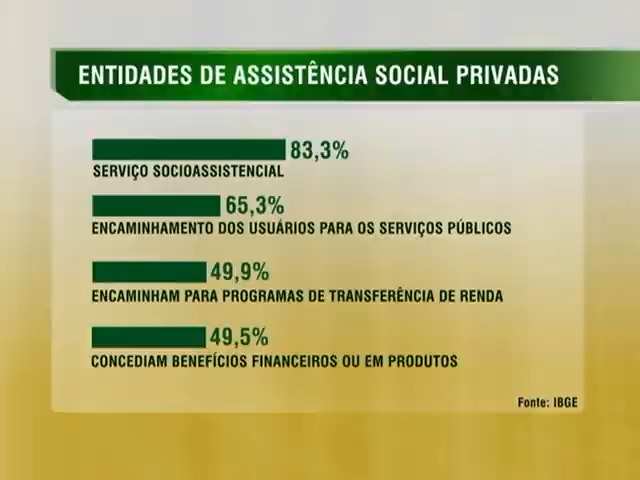 ENTIDADES DE ASSISTÊNCIA SOCIAL PRIVADAS
83,3%
SERVIÇO SOCIOASSISTENCIAL
65,3%
ENCAMINHAMENTO DOS USUÁRIOS PARA OS SERVIÇOS PÚBLICOS
49,9%
ENCAMINHAM PARA PROGRAMAS DE TRANSFERÊNCIA DE RENDA
49,5%
CONCEDIAM BENEFÍCIOS FINANCEIROS OU EM PRODUTOS
Fonte: IBGE